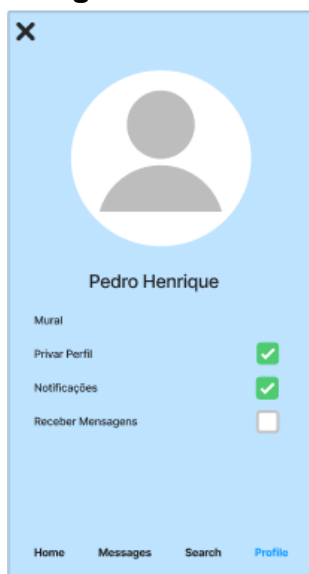 Pedro Henrique
Mural
Privar Perfil
Notificações
Receber Mensagens
Home Messages Search Profile